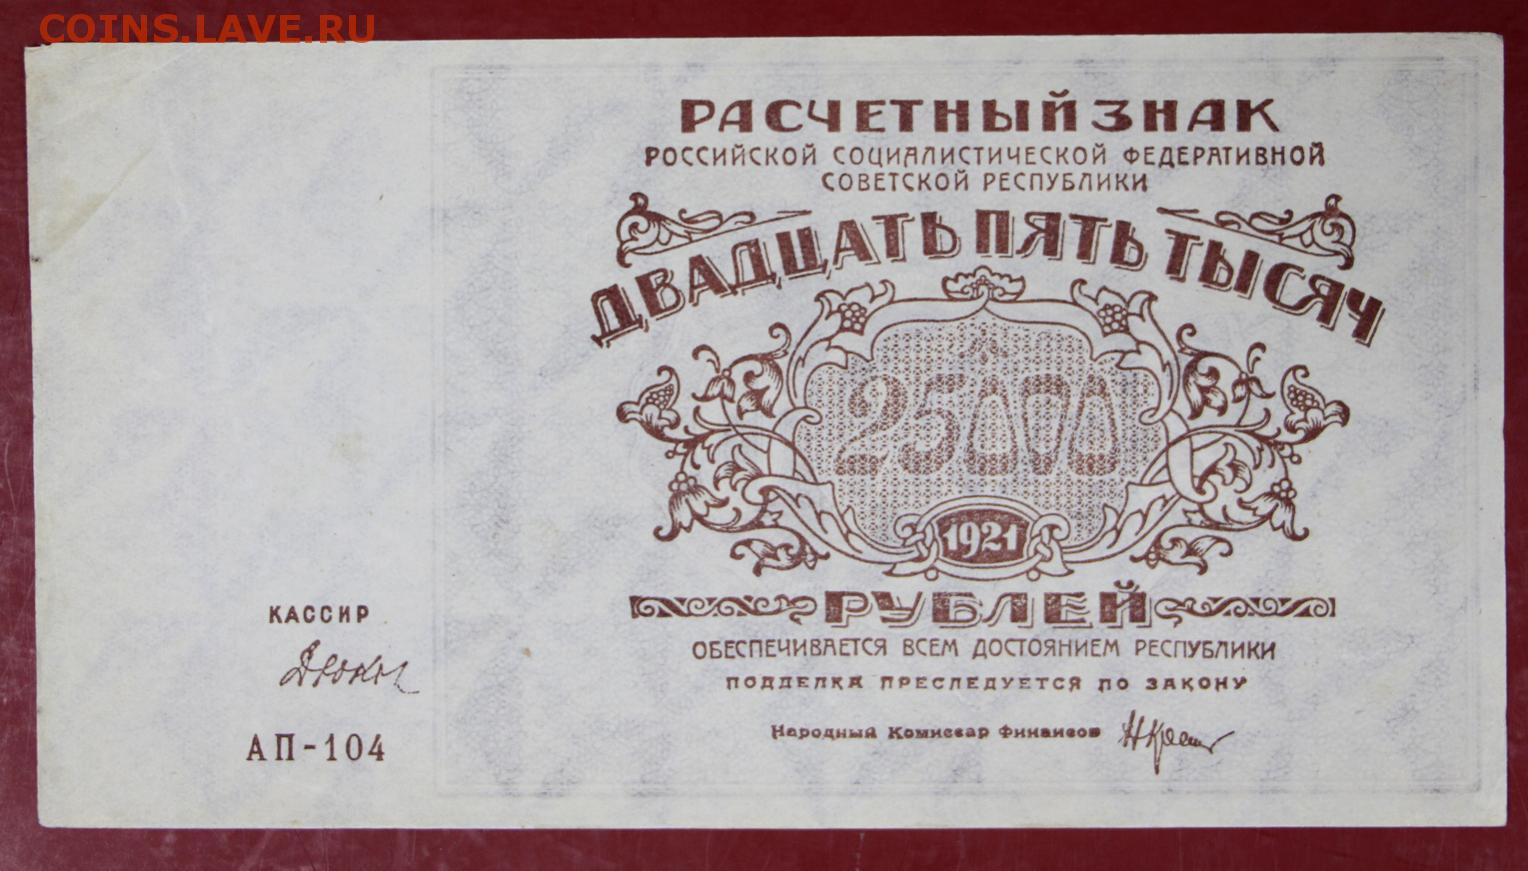 COINS.LAVE.RU
РАСЧЕТНЫЙ ЗНАК
РОССИЙСКОЙ СОЦИАЛИСТИЧЕСКОЙ ФЕДЕРАТИВНОЙ
СОВЕТСКОЙ РЕСПУБЛИКИ
ДВАДЦАТЬ ПЯТЬ ТЫСЯЧ
25000
1921
РУБЛЕЙ
ОБЕСПЕЧИВАЕТСЯ ВСЕМ ДОСТОЯНИЕМ РЕСПУБЛИКИ
ПОДДЕЛКА ПРЕСЛЕДУЕТСЯ ПО ЗАКОНУ
Народный Комиссар Финансов
КАССИР
АП-104